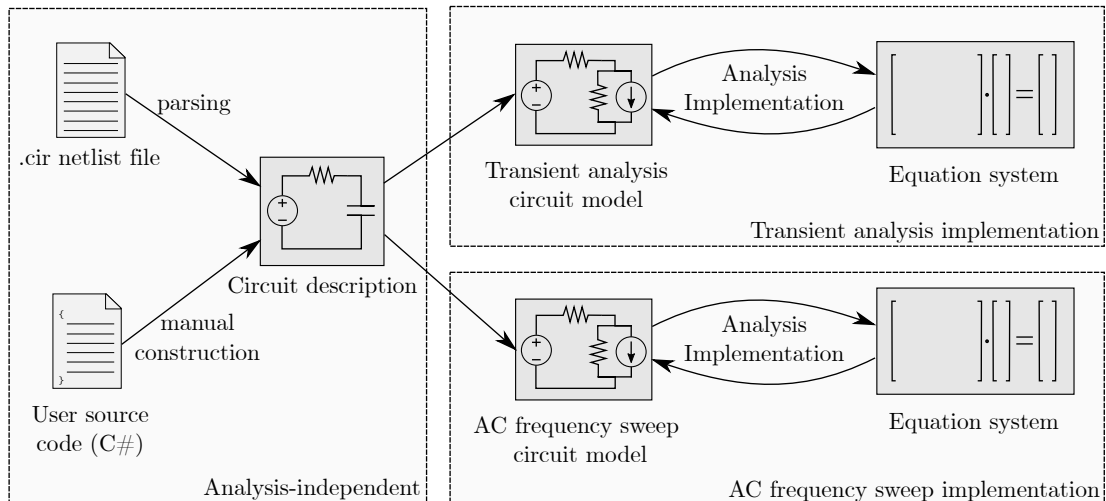 parsing
.cir netlist file
Circuit description
{
}
manual
construction
User source
code (C#)
Analysis-independent
Analysis
Implementation
Transient analysis
circuit model
Equation system
Transient analysis implementation
Analysis
Implementation
AC frequency sweep
circuit model
Equation system
AC frequency sweep implementation